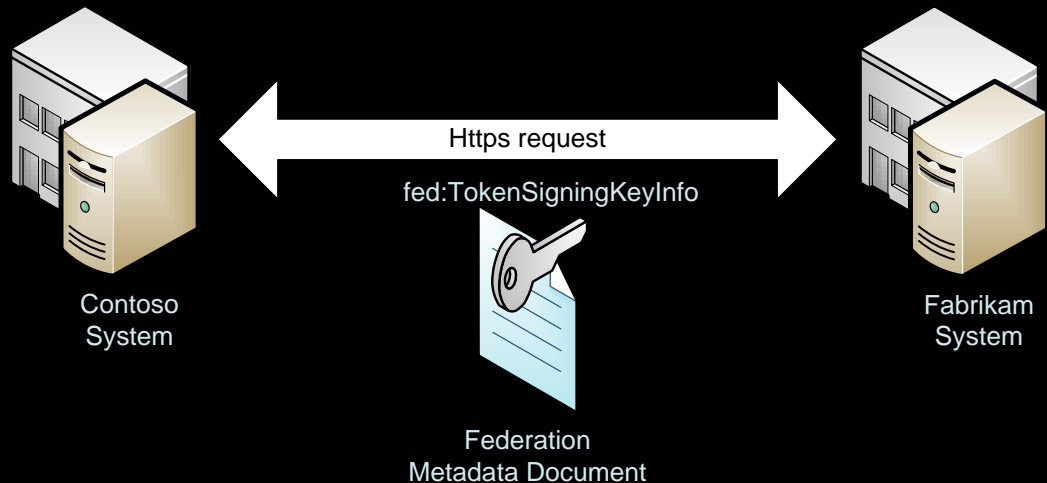 Https request
fed:TokenSigningKeyInfo
Contoso
System
Fabrikam
System
Federation
Metadata Document